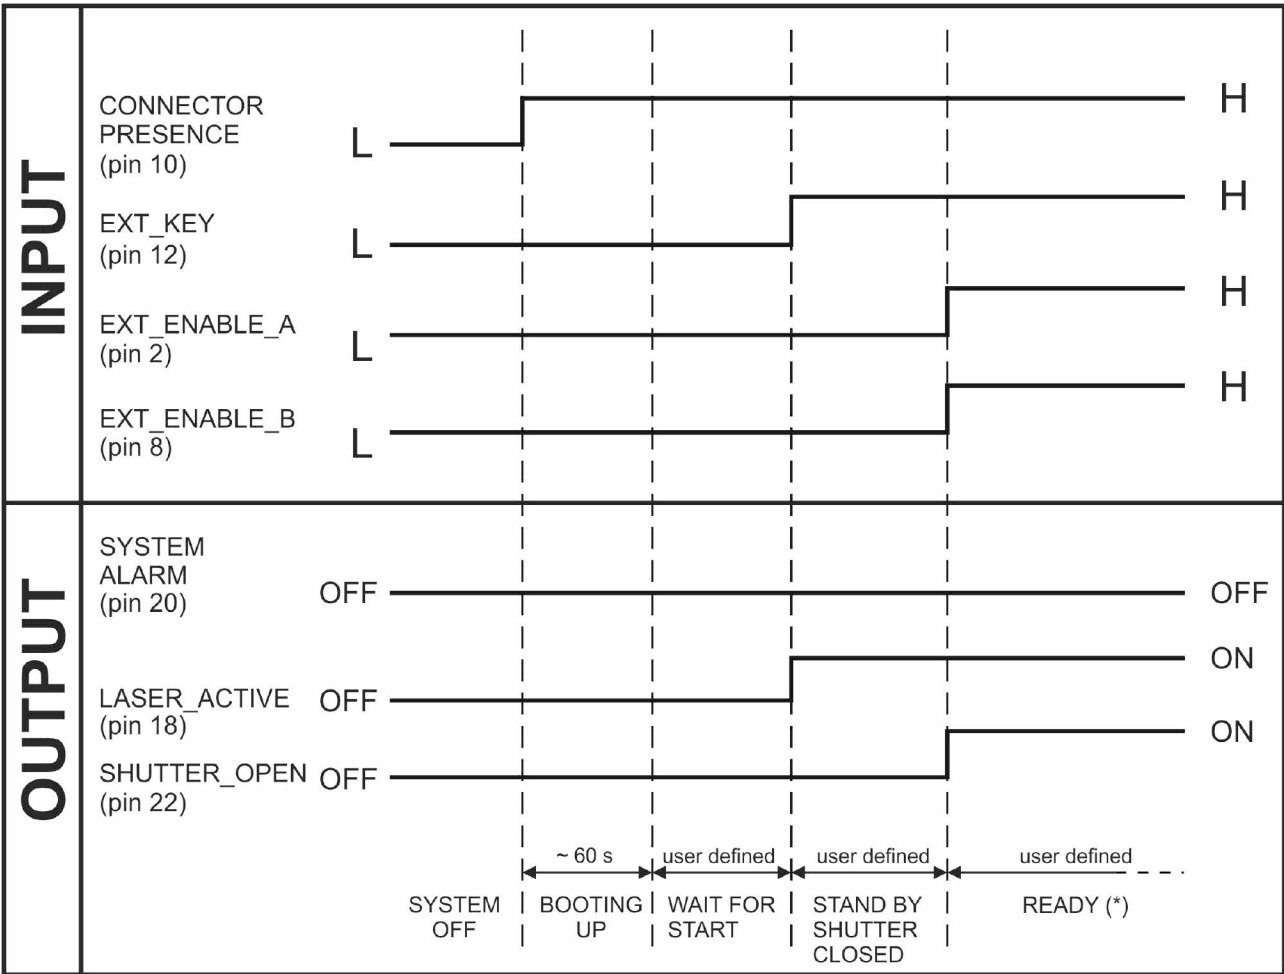 INPUT
CONNECTOR
PRESENCE
(pin 10)
L
H
EXT_KEY
(pin 12)
L
H
EXT_ENABLE_A
(pin 2)
L
H
EXT_ENABLE_B
(pin 8)
L
H
OUTPUT
SYSTEM
ALARM
(pin 20)
OFF
OFF
LASER_ACTIVE
(pin 18)
OFF
ON
SHUTTER_OPEN
(pin 22)
OFF
ON
~ 60 s
user defined
user defined
user defined
SYSTEM
OFF
BOOTING
UP
WAIT FOR
START
STAND BY
SHUTTER
CLOSED
READY (*)